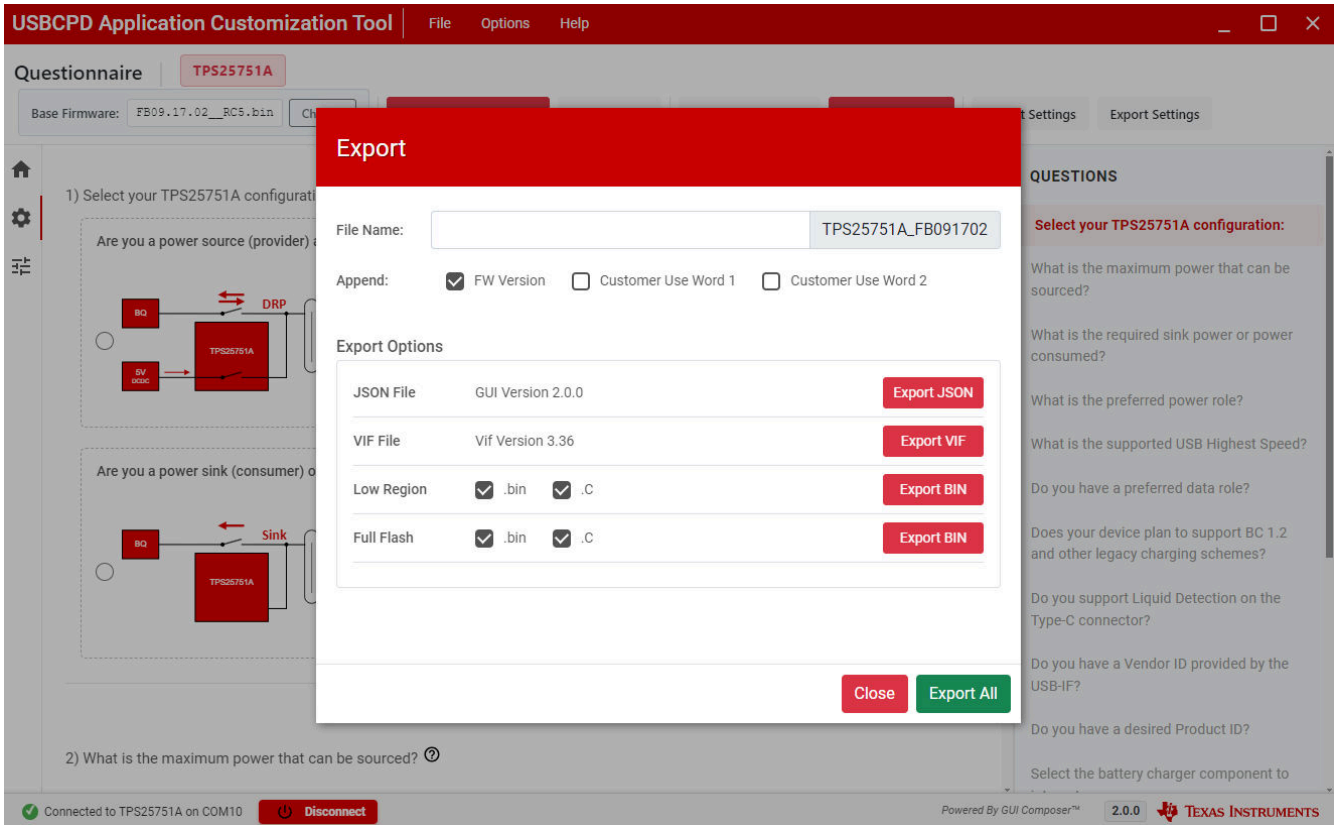 USBCPD Application Customization Tool File Options Help
Questionnaire TPS25751A
Base Firmware: FB09.17.02__RC5.bin
t Settings Export Settings
Export
File Name: TPS25751A_FB091702
Append: FW Version Customer Use Word 1 Customer Use Word 2
Export Options
JSON File GUI Version 2.0.0 Export JSON
VIF File Vif Version 3.36 Export VIF
Low Region .bin .C Export BIN
Full Flash .bin .C Export BIN
Close Export All
1) Select your TPS25751A configurati
Are you a power source (provider) a
BQ
DRP
TPS25751A
5V
DCDC
Are you a power sink (consumer) o
BQ
Sink
TPS25751A
2) What is the maximum power that can be sourced?
QUESTIONS
Select your TPS25751A configuration:
What is the maximum power that can be
sourced?
What is the required sink power or power
consumed?
What is the preferred power role?
What is the supported USB Highest Speed?
Do you have a preferred data role?
Does your device plan to support BC 1.2
and other legacy charging schemes?
Do you support Liquid Detection on the
Type-C connector?
Do you have a Vendor ID provided by the
USB-IF?
Do you have a desired Product ID?
Select the battery charger component to
Connected to TPS25751A on COM10 Disconnect
Powered By GUI Composer™ 2.0.0 TEXAS INSTRUMENTS